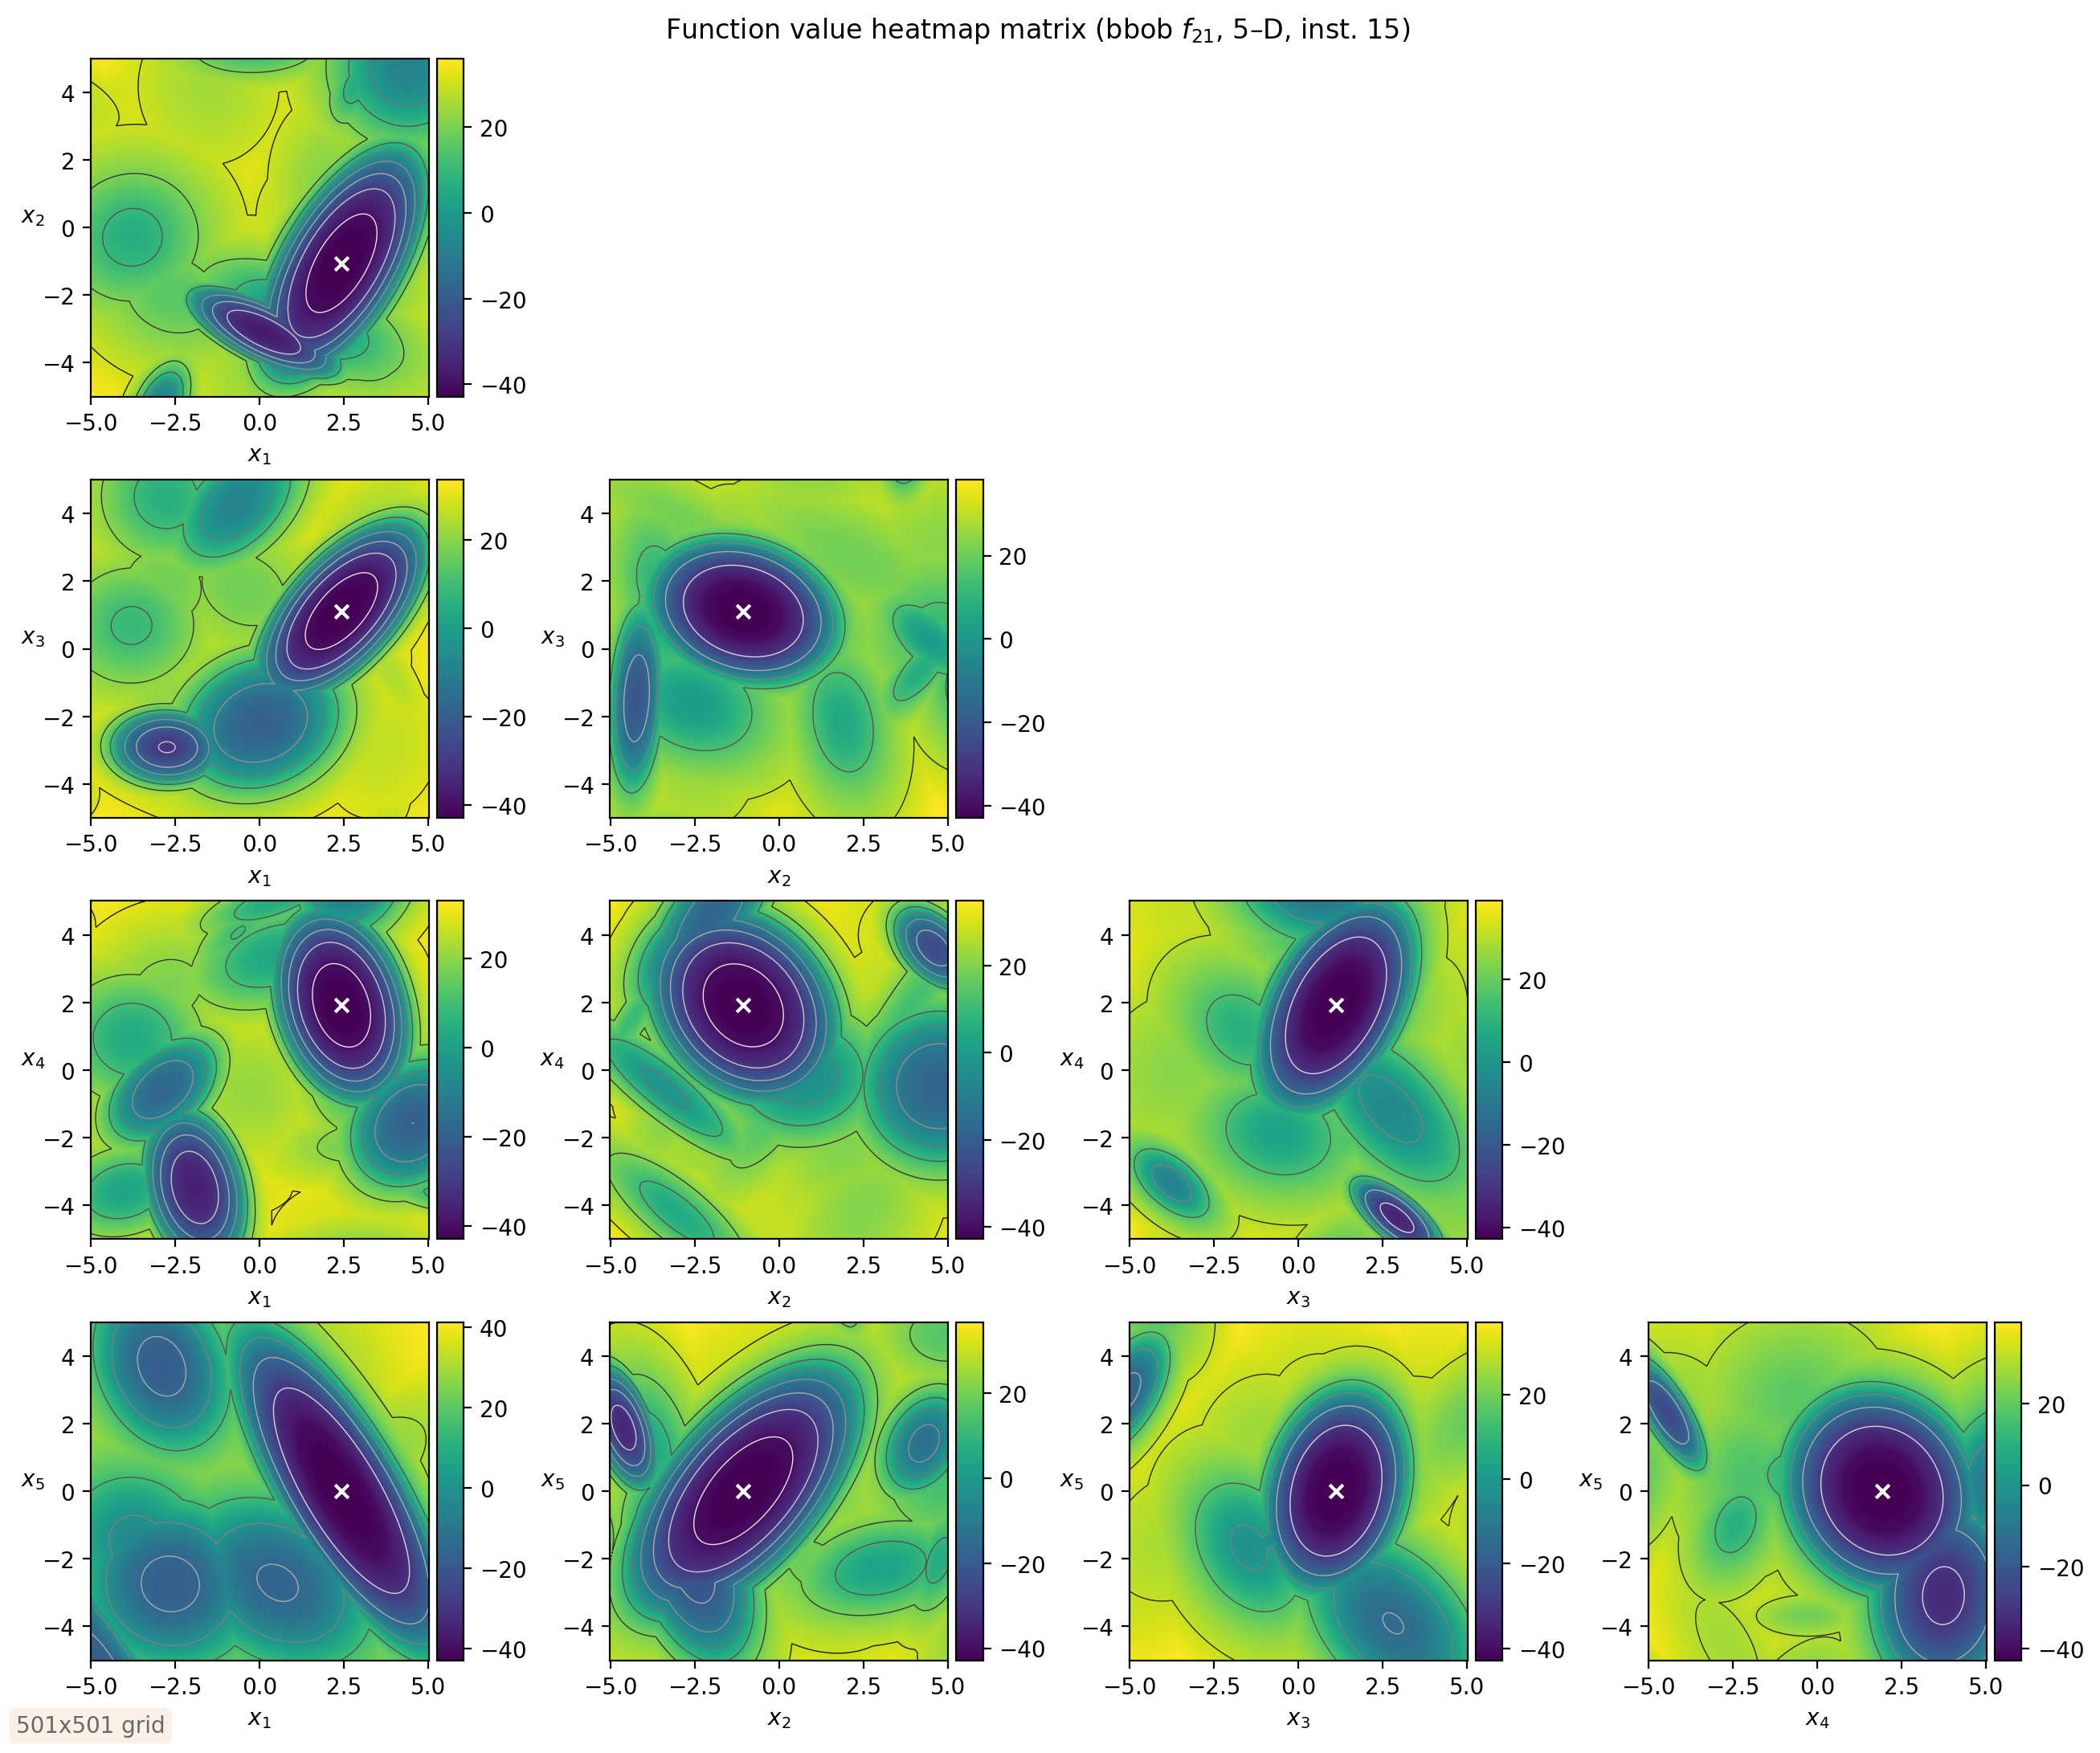 Function value heatmap matrix (bbob f₂₁, 5–D, inst. 15)
4
2
0
−2
−4
x₂
−5.0 −2.5 0.0 2.5 5.0
x₁
20
0
−20
−40
4
2
0
−2
−4
x₃
−5.0 −2.5 0.0 2.5 5.0
x₁
20
0
−20
−40
4
2
0
−2
−4
x₃
−5.0 −2.5 0.0 2.5 5.0
x₂
20
0
−20
−40
4
2
0
−2
−4
x₄
−5.0 −2.5 0.0 2.5 5.0
x₁
20
0
−20
−40
4
2
0
−2
−4
x₄
−5.0 −2.5 0.0 2.5 5.0
x₂
20
0
−20
−40
4
2
0
−2
−4
x₄
−5.0 −2.5 0.0 2.5 5.0
x₃
20
0
−20
−40
4
2
0
−2
−4
x₅
−5.0 −2.5 0.0 2.5 5.0
x₁
40
20
0
−20
−40
4
2
0
−2
−4
x₅
−5.0 −2.5 0.0 2.5 5.0
x₂
20
0
−20
−40
4
2
0
−2
−4
x₅
−5.0 −2.5 0.0 2.5 5.0
x₃
20
0
−20
−40
4
2
0
−2
−4
x₅
−5.0 −2.5 0.0 2.5 5.0
x₄
20
0
−20
−40
501x501 grid